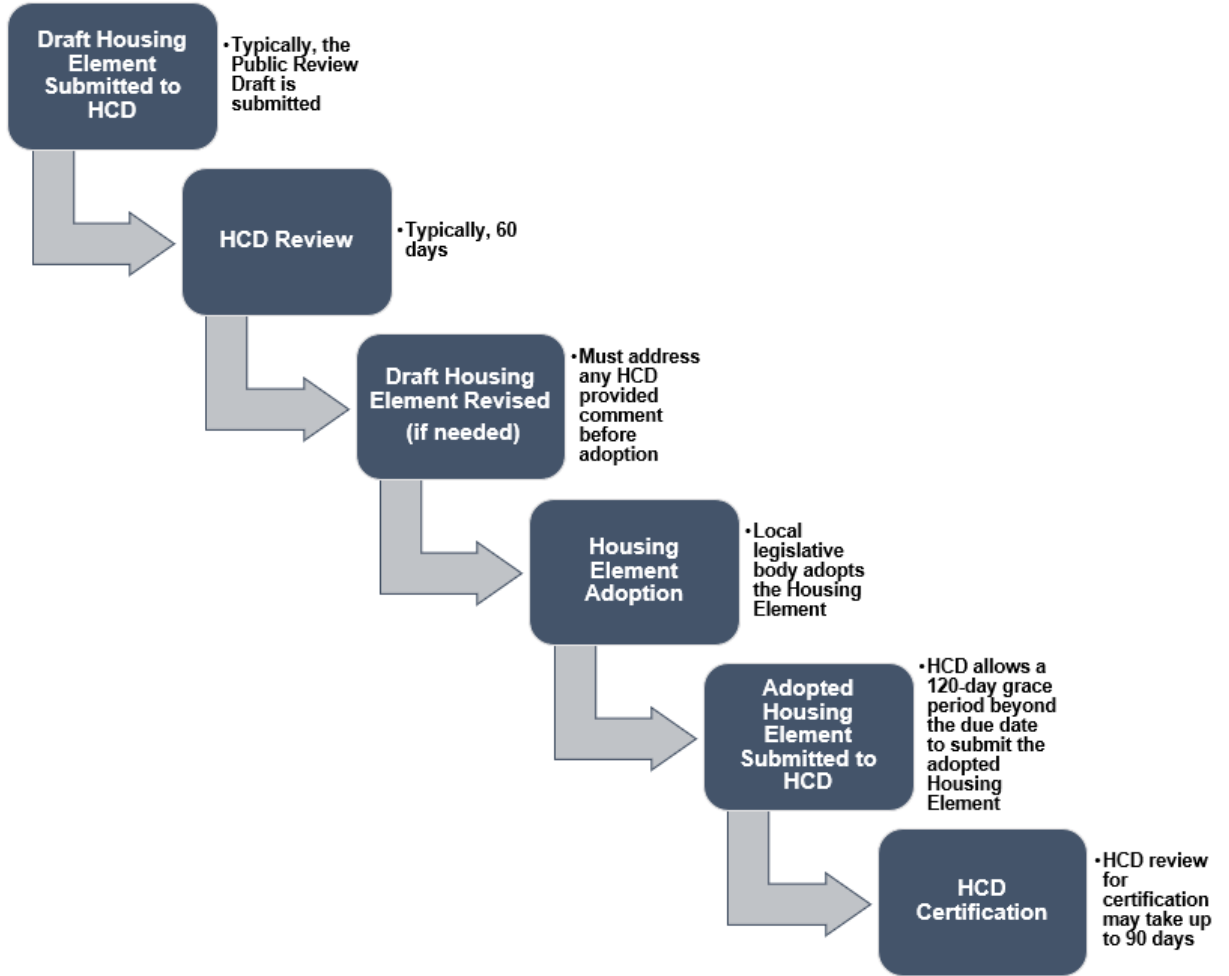 Draft Housing
Element
Submitted to
HCD
•Typically, the
Public Review
Draft is
submitted
HCD Review
•Typically, 60
days
Draft Housing
Element Revised
(if needed)
•Must address
any HCD
provided
comment
before
adoption
Housing
Element
Adoption
•Local
legislative
body adopts
the Housing
Element
Adopted
Housing
Element
Submitted to
HCD
•HCD allows a
120-day grace
period beyond
the due date
to submit the
adopted
Housing
Element
HCD
Certification
•HCD review
for
certification
may take up
to 90 days